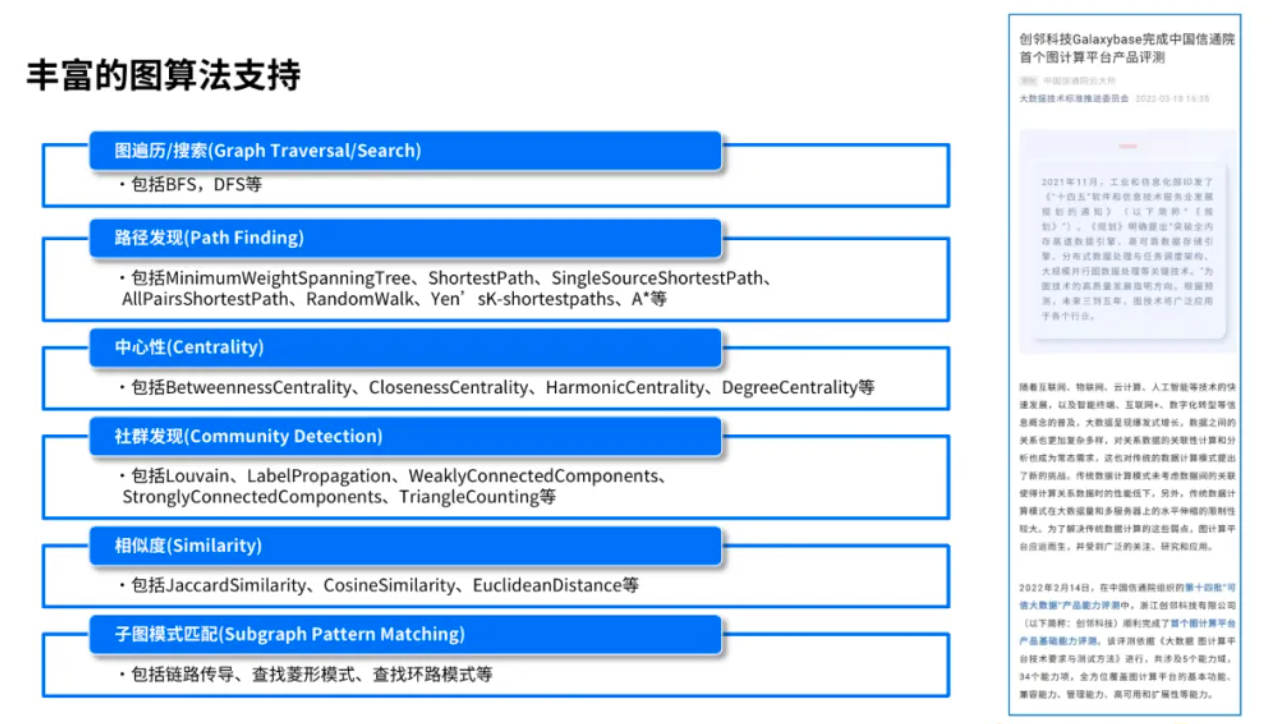 丰富的图算法支持
图遍历/搜索(Graph Traversal/Search)
·包括BFS，DFS等
路径发现(Path Finding)
·包括MinimumWeightSpanningTree、ShortestPath、SingleSourceShortestPath、
AllPairsShortestPath、RandomWalk、Yen’sK-shortestpaths、A*等
中心性(Centrality)
·包括BetweennessCentrality、ClosenessCentrality、HarmonicCentrality、DegreeCentrality等
社群发现(Community Detection)
·包括Louvain、LabelPropagation、WeaklyConnectedComponents、
StronglyConnectedComponents、TriangleCounting等
相似度(Similarity)
·包括JaccardSimilarity、CosineSimilarity、EuclideanDistance等
子图模式匹配(Subgraph Pattern Matching)
·包括链路传导、查找菱形模式、查找环路模式等
创邻科技Galaxybase完成中国信通院
首个图计算平台产品评测
中国信通院云大所
大数据技术标准推进委员会 2022-03-18 16:35
2021年11月，工业和信息化部印发了
《“十四五”软件和信息技术服务业发展
规划的通知》（以下简称“《规
划》”）。《规划》明确提出“突破全内
存高速数据引擎、高可靠数据存储引
擎、分布式数据处理与任务调度架构、
大规模并行图数据处理等关键技术。”为
图技术的高质量发展指明方向。根据预
测，未来三到五年，图技术将广泛应用
于各个行业。
随着互联网、物联网、云计算、人工智能等技术的快
速发展，以及智能终端、互联网+、数字化转型等信
息概念的普及，大数据呈现爆发式增长，数据之间的
关系也更加复杂多样，对关系数据的关联性计算和分
析也成为常态需求，这也对传统的数据计算模式提出
了新的挑战。传统数据计算模式未考虑数据间的关联
使得计算关系数据时的性能低下，另外，传统数据计
算模式在大数据量和多服务器上的水平伸缩的限制性
较大。为了解决传统数据计算的这些弱点，图计算平
台应运而生，并受到广泛的关注、研究和应用。
2022年2月14日，在中国信通院组织的第十四批“可
信大数据”产品能力评测中，浙江创邻科技有限公司
（以下简称：创邻科技）顺利完成了首个图计算平台
产品基础能力评测。该评测依据《大数据 图计算平
台技术要求与测试方法》进行，共涉及5个能力域，
34个能力项，全方位覆盖图计算平台的基本功能、
兼容能力、管理能力、高可用和扩展性等能力。